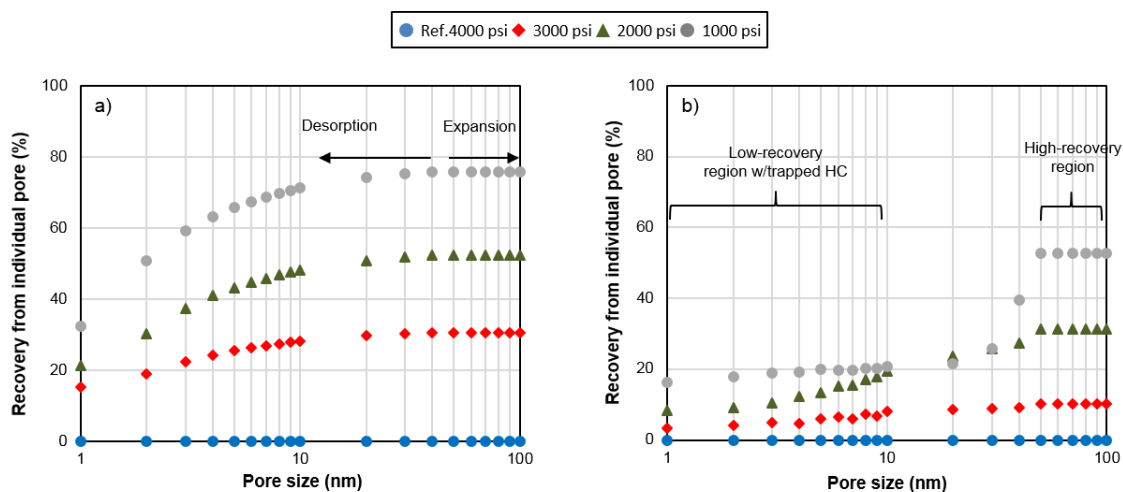 Ref.4000 psi 3000 psi 2000 psi 1000 psi
a)
Desorption Expansion
Recovery from individual pore (%)
100
80
60
40
20
0
1 10 100
Pore size (nm)
b)
Low-recovery
region w/trapped HC
High-recovery
region
Recovery from individual pore (%)
100
80
60
40
20
0
1 10 100
Pore size (nm)